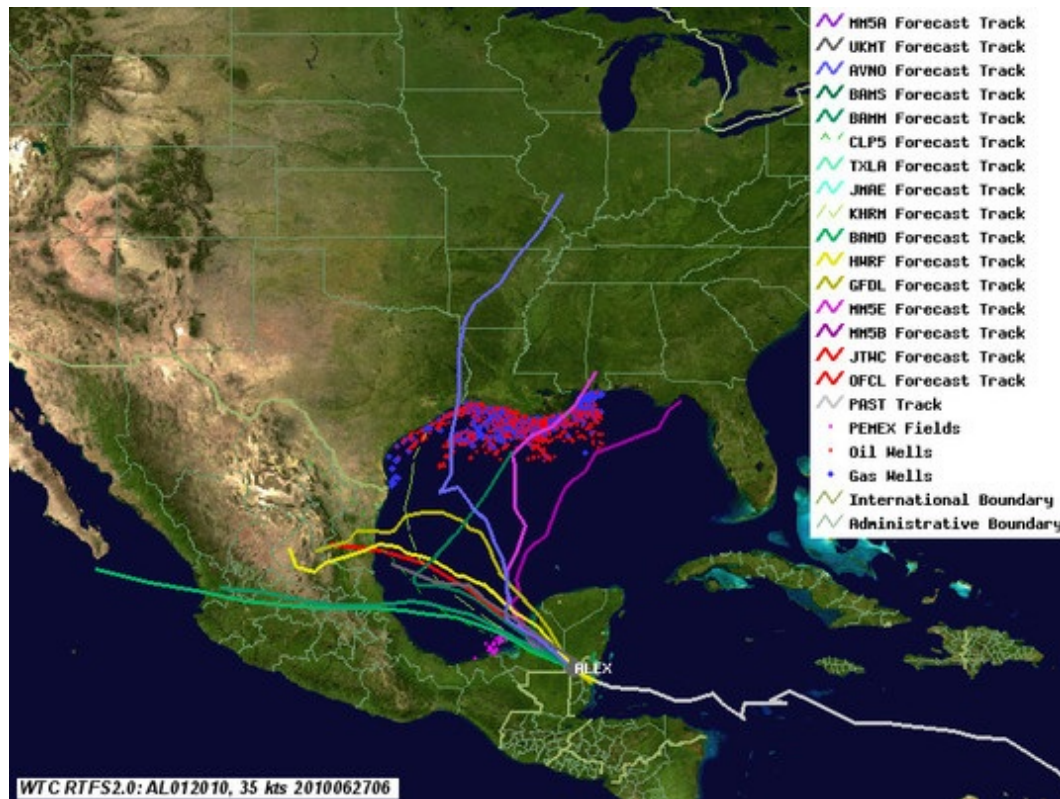 MM5A Forecast Track
UKMT Forecast Track
AVNO Forecast Track
BAMS Forecast Track
BAMM Forecast Track
CLP5 Forecast Track
TXLA Forecast Track
JMAE Forecast Track
KHRM Forecast Track
BAMD Forecast Track
HWRF Forecast Track
GFDL Forecast Track
MM5E Forecast Track
MM5B Forecast Track
JTWC Forecast Track
OFCL Forecast Track
PAST Track
PEMEX Fields
Oil Wells
Gas Wells
International Boundary
Administrative Boundary
ALEX
WTC RTFS2.0: AL012010, 35 kts 2010062706